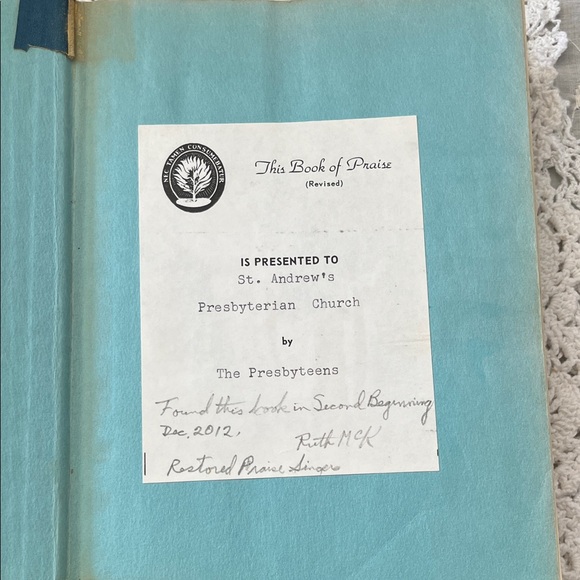 NEC TAMEN CONSUMEBATUR
This Book of Praise
(Revised)
IS PRESENTED TO
St. Andrew's
Presbyterian Church
by
The Presbyteens
Found this book in Second Beginning
Dec. 2012.
Ruth McK
Restored Praise Singers